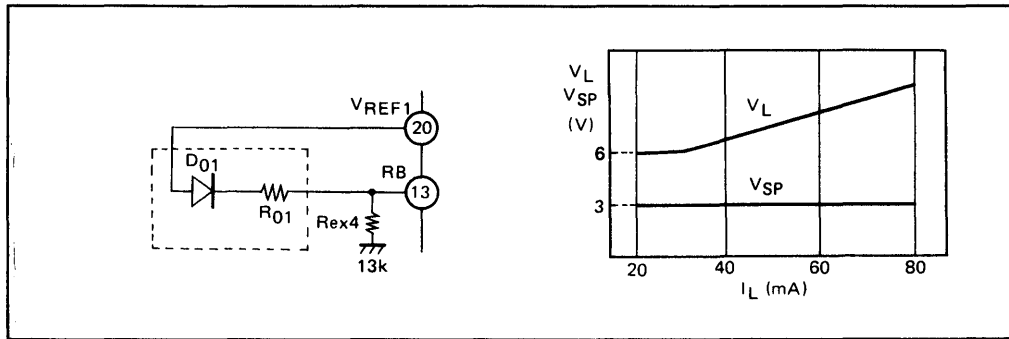 VREF1
20
D01
RB
13
R01
Rex4
13k
VL
VSP
(V)
VL
6
VSP
3
20
40
60
80
IL (mA)